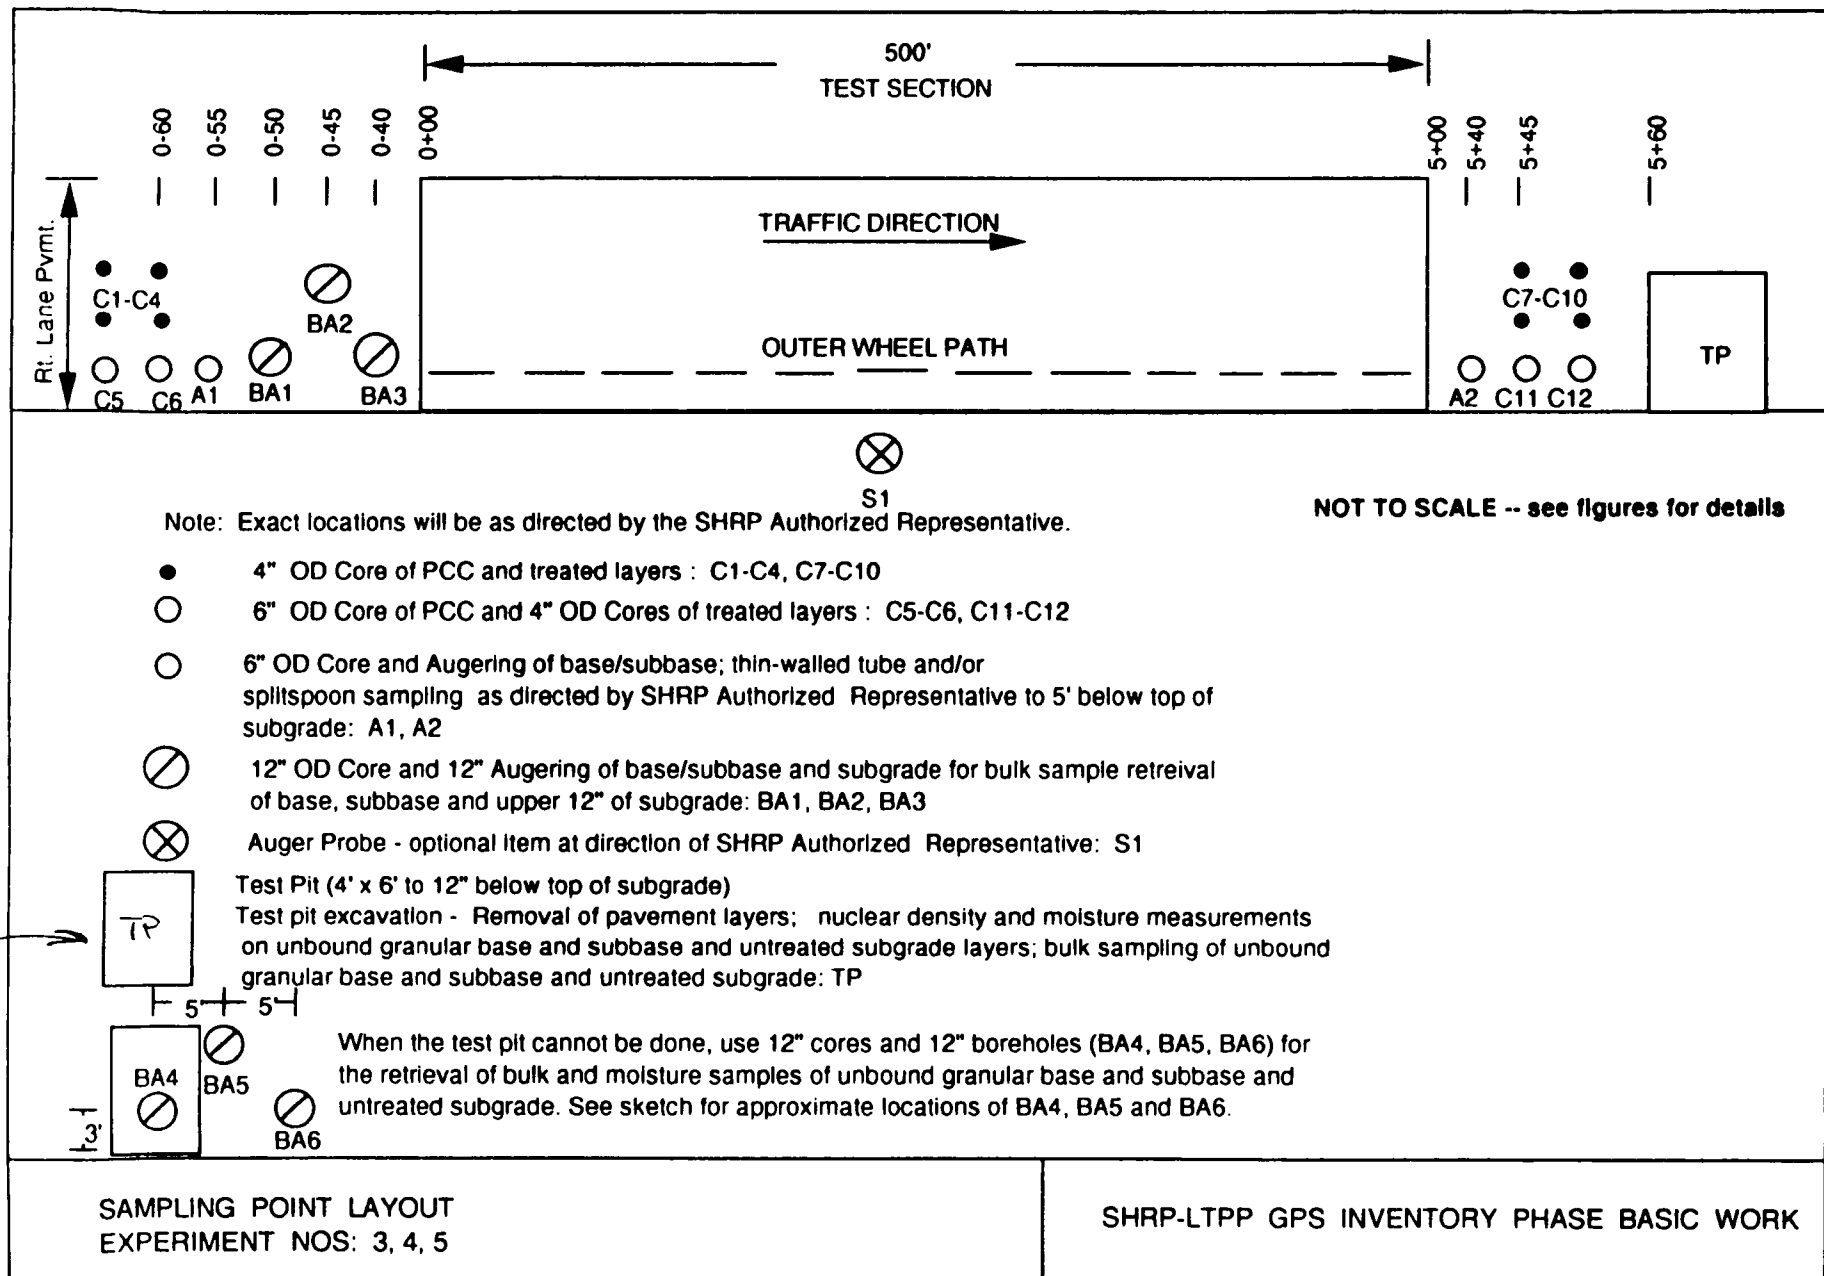 500'
TEST SECTION
0-60
0-55
0-50
0-45
0-40
0+00
5+00
5+40
5+45
5+60
Rt. Lane Pvmt.
TRAFFIC DIRECTION
C1-C4
BA2
C7-C10
OUTER WHEEL PATH
TP
C5
C6
A1
BA1
BA3
A2
C11
C12
S1
NOT TO SCALE -- see figures for details
Note: Exact locations will be as directed by the SHRP Authorized Representative.
4" OD Core of PCC and treated layers : C1-C4, C7-C10
6" OD Core of PCC and 4" OD Cores of treated layers : C5-C6, C11-C12
6" OD Core and Augering of base/subbase; thin-walled tube and/or
splitspoon sampling as directed by SHRP Authorized Representative to 5' below top of
subgrade: A1, A2
12" OD Core and 12" Augering of base/subbase and subgrade for bulk sample retreival
of base, subbase and upper 12" of subgrade: BA1, BA2, BA3
Auger Probe - optional item at direction of SHRP Authorized Representative: S1
Test Pit (4' x 6' to 12" below top of subgrade)
TP
Test pit excavation - Removal of pavement layers; nuclear density and moisture measurements
on unbound granular base and subbase and untreated subgrade layers; bulk sampling of unbound
granular base and subbase and untreated subgrade: TP
5'
5'
When the test pit cannot be done, use 12" cores and 12" boreholes (BA4, BA5, BA6) for
the retrieval of bulk and moisture samples of unbound granular base and subbase and
untreated subgrade. See sketch for approximate locations of BA4, BA5 and BA6.
BA4
BA5
3'
BA6
SAMPLING POINT LAYOUT
EXPERIMENT NOS: 3, 4, 5
SHRP-LTPP GPS INVENTORY PHASE BASIC WORK